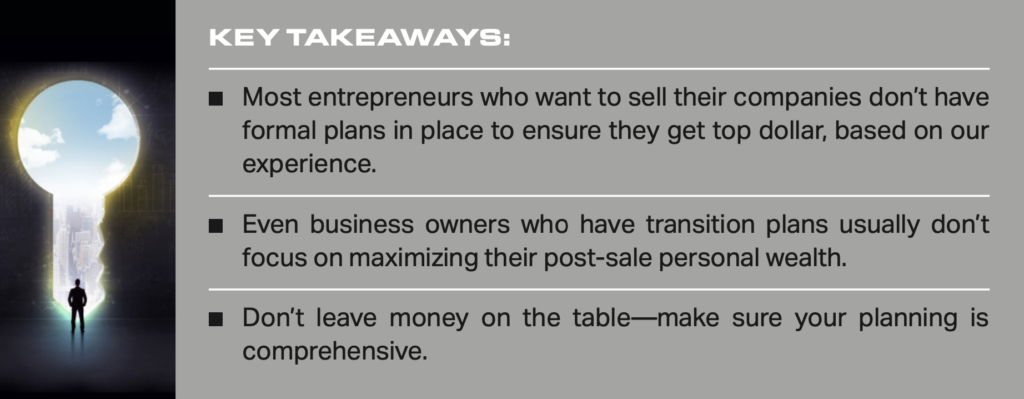 KEY TAKEAWAYS:
Most entrepreneurs who want to sell their companies don’t have
formal plans in place to ensure they get top dollar, based on our
experience.
Even business owners who have transition plans usually don’t
focus on maximizing their post-sale personal wealth.
Don’t leave money on the table—make sure your planning is
comprehensive.